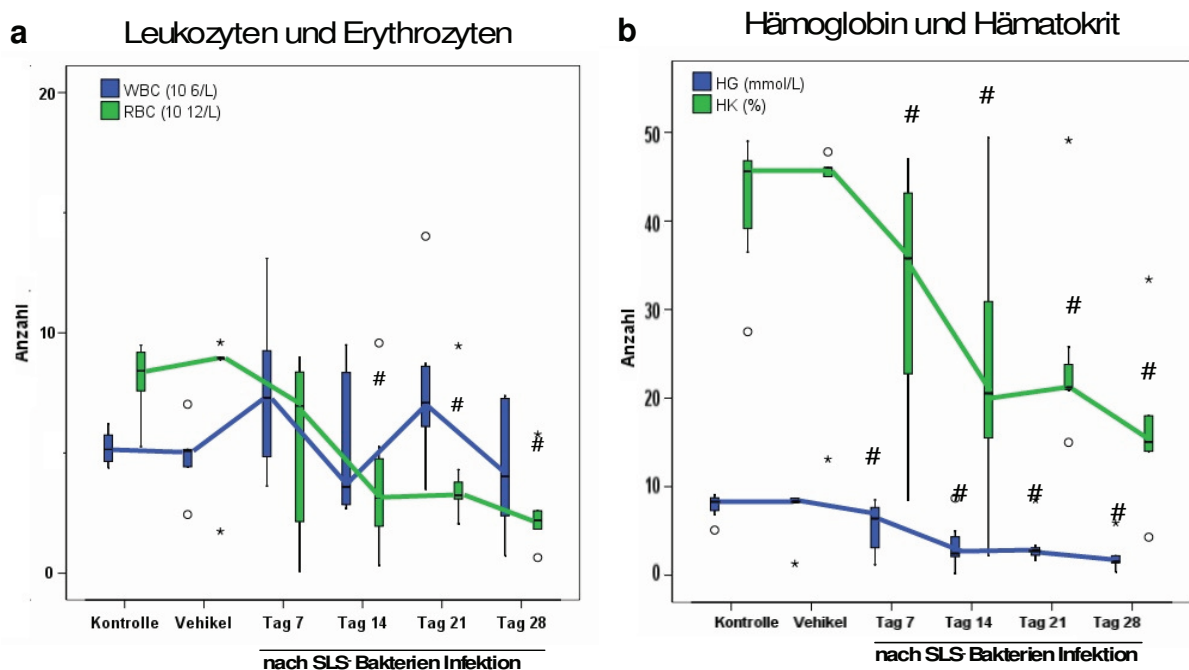 a
Leukozyten und Erythrozyten
WBC (10 6/L)
RBC (10 12/L)
20
10
0
Anzahl
*
#
*
#
*
#
*
Kontrolle Vehikel Tag 7 Tag 14 Tag 21 Tag 28
nach SLS- Bakterien Infektion
b
Hämoglobin und Hämatokrit
HG (mmol/L)
HK (%)
50
40
30
20
10
0
Anzahl
#
#
*
#
*
#
#
#
#
#
*
*
*
Kontrolle Vehikel Tag 7 Tag 14 Tag 21 Tag 28
nach SLS- Bakterien Infektion